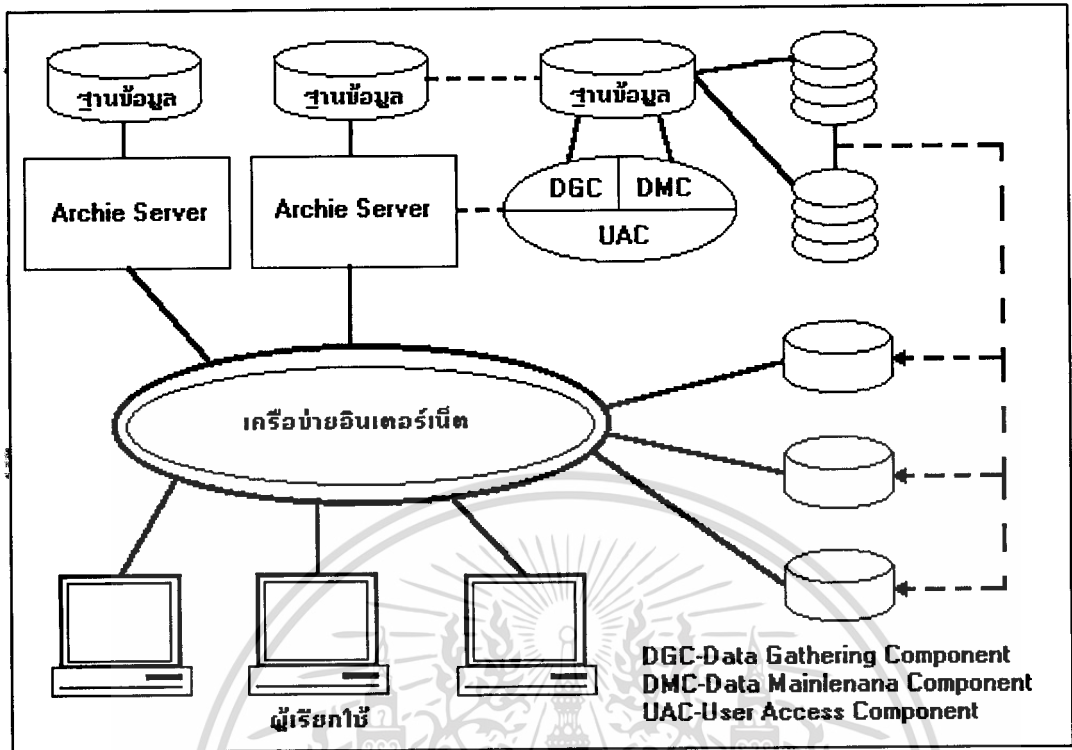 ฐานข้อมูล
ฐานข้อมูล
ฐานข้อมูล
Archie Server
Archie Server
DGC
DMC
UAC
เครือข่ายอินเตอร์เน็ต
ผู้เรียกใช้
DGC-Data Gathering Component
DMC-Data Mainlenana Component
UAC-User Access Component